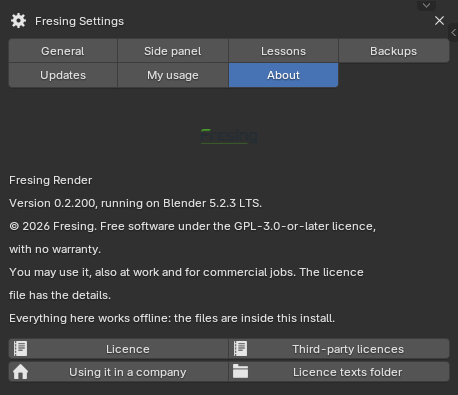 Fresing Settings
General
Side panel
Lessons
Backups
Updates
My usage
About
Fresing
Fresing Render
Version 0.2.200, running on Blender 5.2.3 LTS.
© 2026 Fresing. Free software under the GPL-3.0-or-later licence,
with no warranty.
You may use it, also at work and for commercial jobs. The licence
file has the details.
Everything here works offline: the files are inside this install.
Licence
Third-party licences
Using it in a company
Licence texts folder